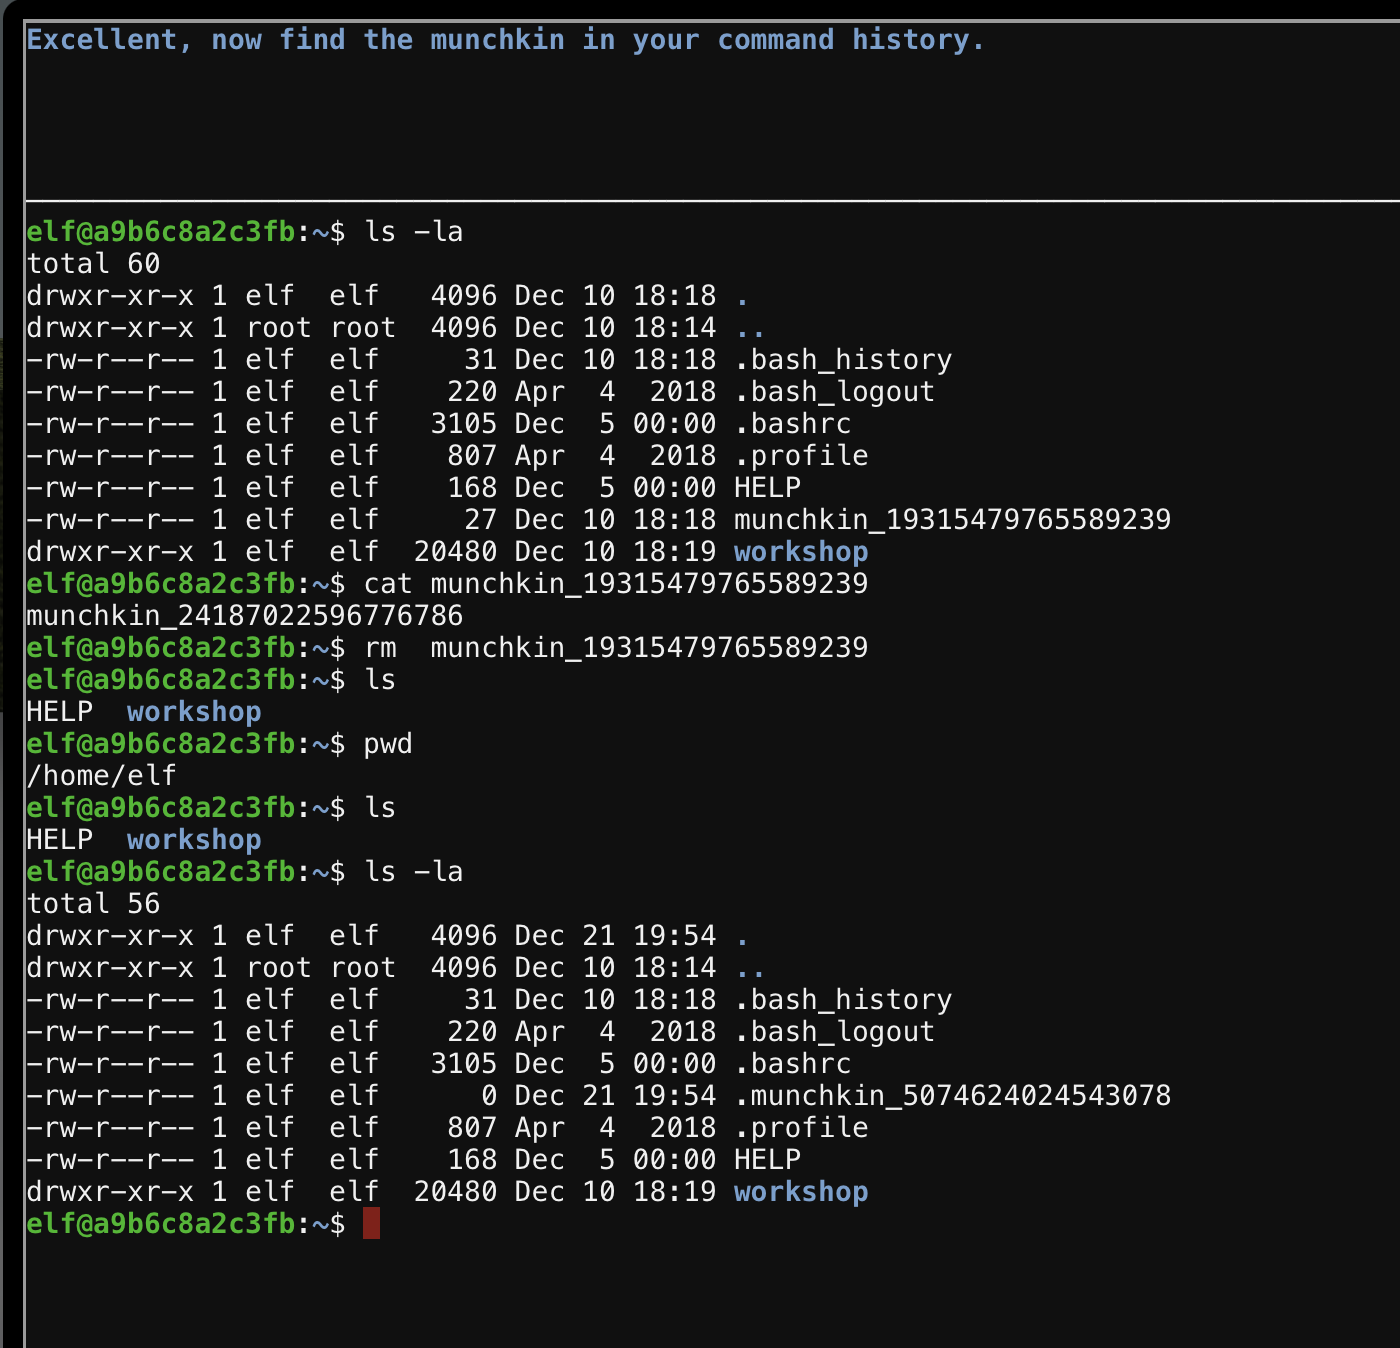 Excellent, now find the munchkin in your command history.
elf@a9b6c8a2c3fb:~$ ls -la
total 60
drwxr-xr-x 1 elf  elf   4096 Dec 10 18:18 .
drwxr-xr-x 1 root root  4096 Dec 10 18:14 ..
-rw-r--r-- 1 elf  elf     31 Dec 10 18:18 .bash_history
-rw-r--r-- 1 elf  elf    220 Apr  4  2018 .bash_logout
-rw-r--r-- 1 elf  elf   3105 Dec  5 00:00 .bashrc
-rw-r--r-- 1 elf  elf    807 Apr  4  2018 .profile
-rw-r--r-- 1 elf  elf    168 Dec  5 00:00 HELP
-rw-r--r-- 1 elf  elf     27 Dec 10 18:18 munchkin_19315479765589239
drwxr-xr-x 1 elf  elf  20480 Dec 10 18:19 workshop
elf@a9b6c8a2c3fb:~$ cat munchkin_19315479765589239
munchkin_24187022596776786
elf@a9b6c8a2c3fb:~$ rm  munchkin_19315479765589239
elf@a9b6c8a2c3fb:~$ ls
HELP  workshop
elf@a9b6c8a2c3fb:~$ pwd
/home/elf
elf@a9b6c8a2c3fb:~$ ls
HELP  workshop
elf@a9b6c8a2c3fb:~$ ls -la
total 56
drwxr-xr-x 1 elf  elf   4096 Dec 21 19:54 .
drwxr-xr-x 1 root root  4096 Dec 10 18:14 ..
-rw-r--r-- 1 elf  elf     31 Dec 10 18:18 .bash_history
-rw-r--r-- 1 elf  elf    220 Apr  4  2018 .bash_logout
-rw-r--r-- 1 elf  elf   3105 Dec  5 00:00 .bashrc
-rw-r--r-- 1 elf  elf      0 Dec 21 19:54 .munchkin_5074624024543078
-rw-r--r-- 1 elf  elf    807 Apr  4  2018 .profile
-rw-r--r-- 1 elf  elf    168 Dec  5 00:00 HELP
drwxr-xr-x 1 elf  elf  20480 Dec 10 18:19 workshop
elf@a9b6c8a2c3fb:~$